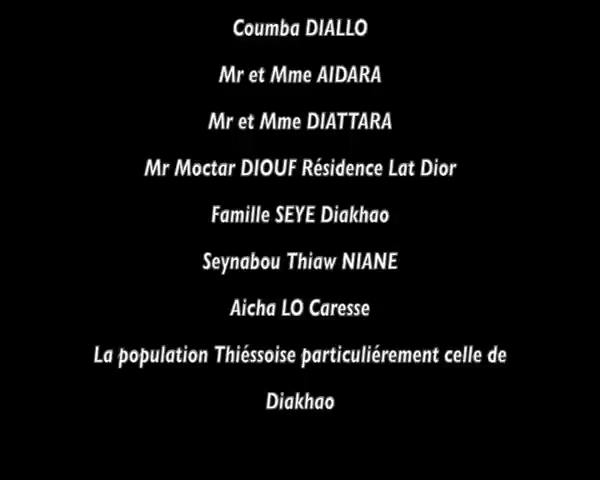 Coumba DIALLO
Mr et Mme AIDARA
Mr et Mme DIATTARA
Mr Moctar DIOUF Résidence Lat Dior
Famille SEYE Diakhao
Seynabou Thiaw NIANE
Aicha LO Caresse
La population Thiéssoise particuliérement celle de
Diakhao